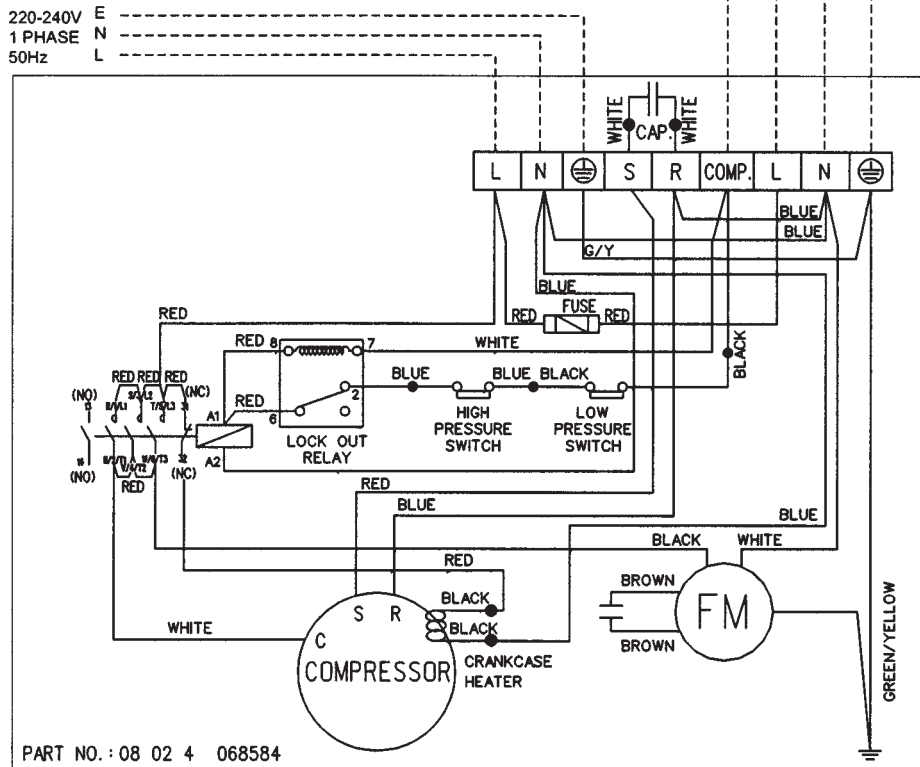 220-240V E
1 PHASE N
50Hz L
WHITE
CAP.
WHITE
L N S R COMP. L N
BLUE
BLUE
G/Y
BLUE
FUSE
RED
RED
RED
BLACK
RED 8
7
WHITE
RED RED RED
(NC)
(NO)
BLUE
BLUE
BLACK
2
RED
6
A1
A2
HIGH
PRESSURE
SWITCH
LOW
PRESSURE
SWITCH
LOCK OUT
RELAY
(NO)
(NC)
RED
RED
BLUE
BLUE
BLACK
WHITE
RED
BLACK
BLACK
BROWN
BROWN
FM
S R
C
WHITE
COMPRESSOR
CRANKCASE
HEATER
GREEN/YELLOW
PART NO. : 08 02 4 068584